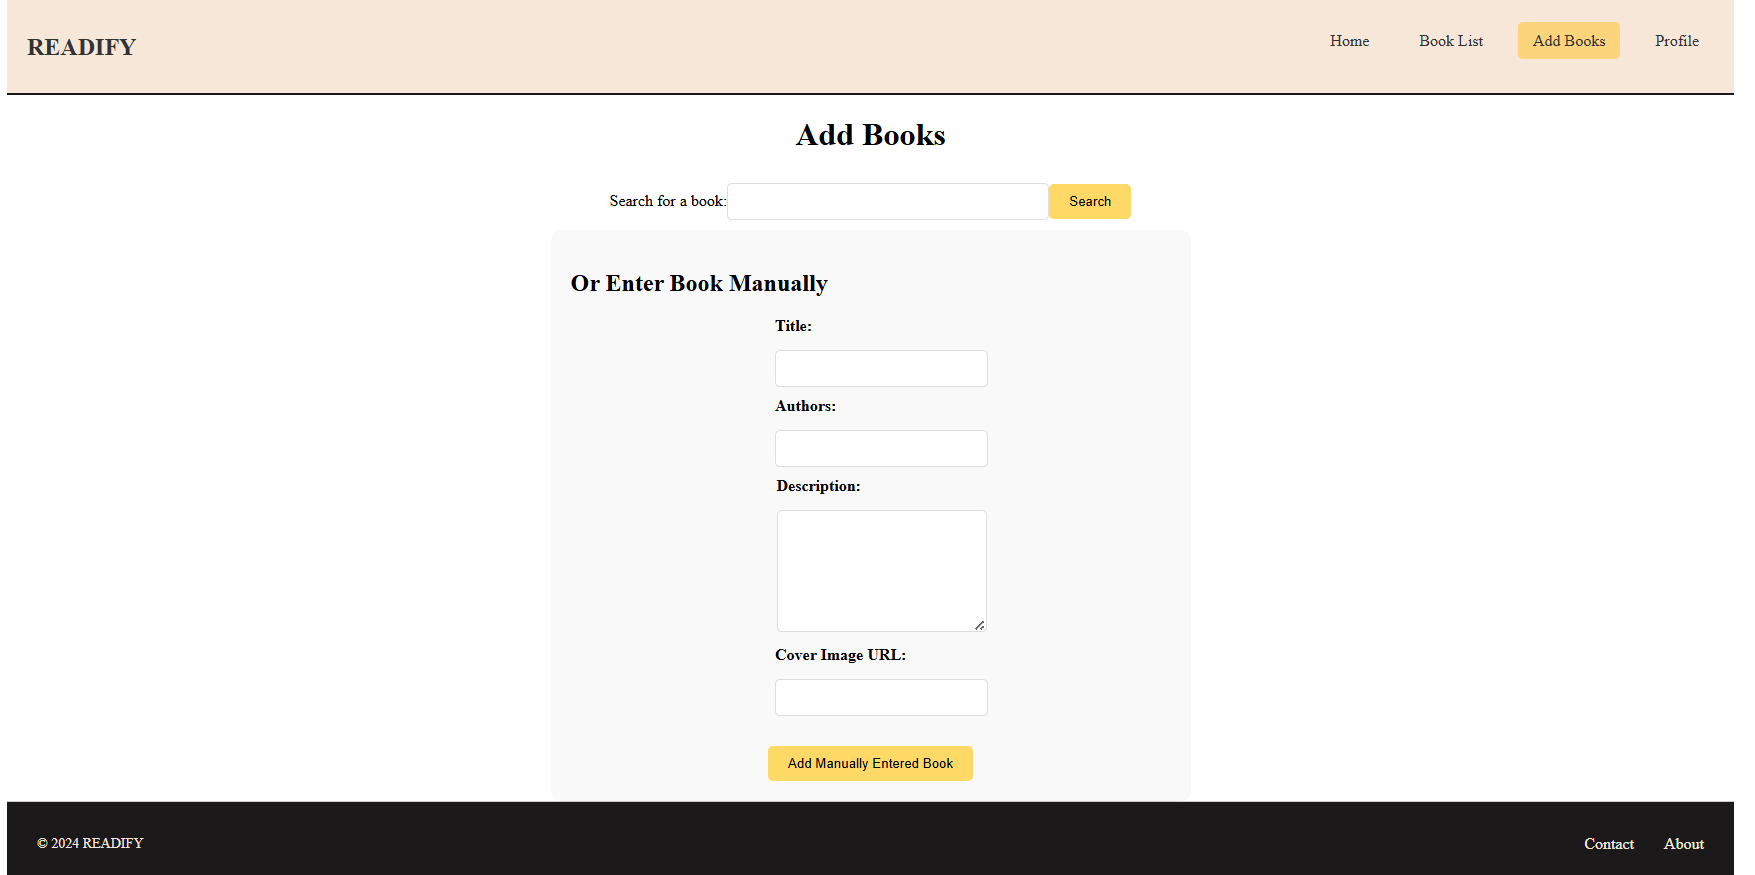 READIFY
Home Book List Add Books Profile
Add Books
Search for a book: Search
Or Enter Book Manually
Title:
Authors:
Description:
Cover Image URL:
Add Manually Entered Book
© 2024 READIFY
Contact About